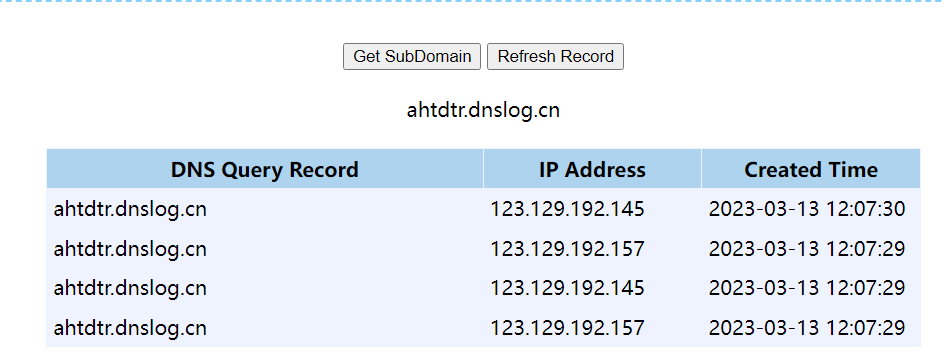 Get SubDomain Refresh Record
ahtdtr.dnslog.cn
DNS Query Record IP Address Created Time
ahtdtr.dnslog.cn 123.129.192.145 2023-03-13 12:07:30
ahtdtr.dnslog.cn 123.129.192.157 2023-03-13 12:07:29
ahtdtr.dnslog.cn 123.129.192.145 2023-03-13 12:07:29
ahtdtr.dnslog.cn 123.129.192.157 2023-03-13 12:07:29